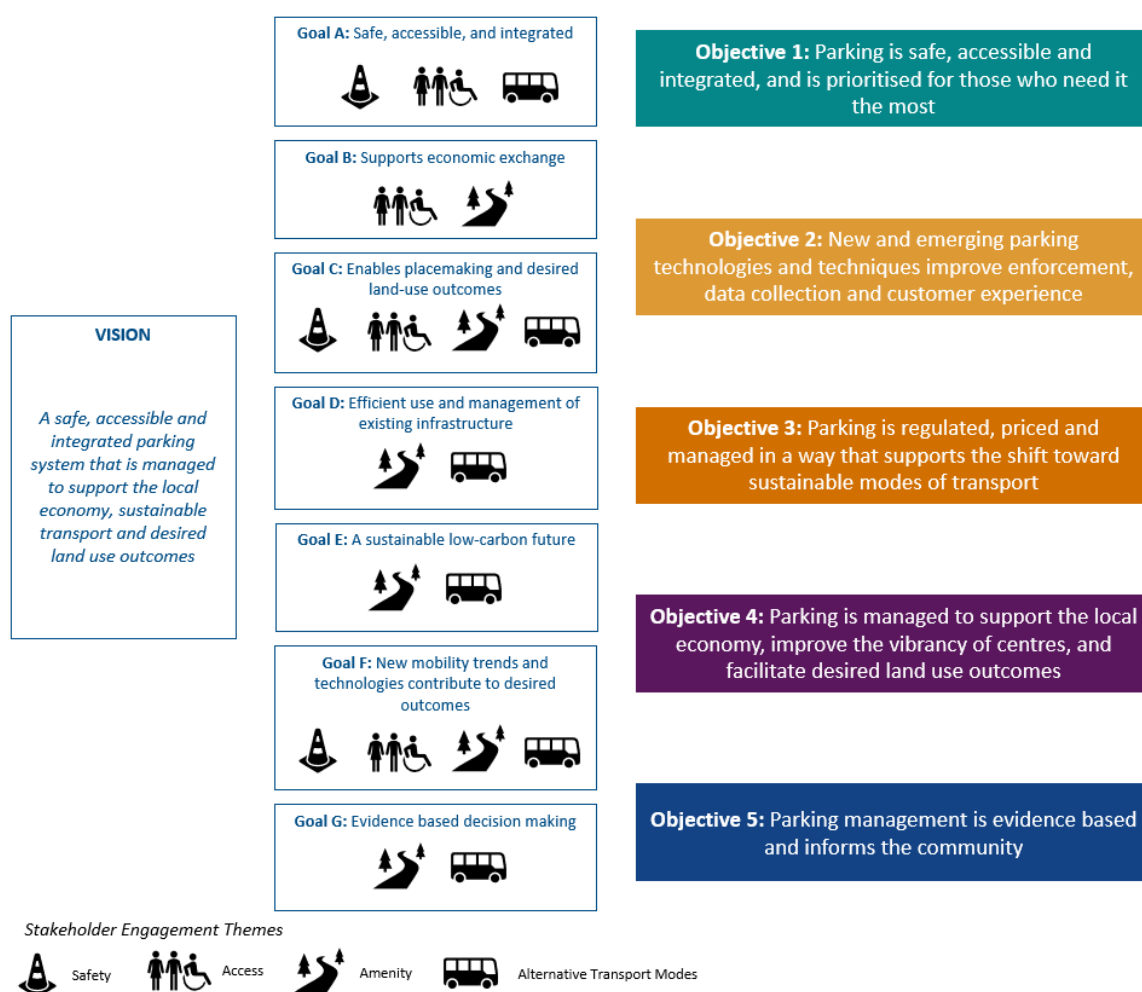 VISION
A safe, accessible and
integrated parking
system that is managed
to support the local
economy, sustainable
transport and desired
land use outcomes
Goal A: Safe, accessible, and integrated
Goal B: Supports economic exchange
Goal C: Enables placemaking and desired
land-use outcomes
Goal D: Efficient use and management of
existing infrastructure
Goal E: A sustainable low-carbon future
Goal F: New mobility trends and
technologies contribute to desired
outcomes
Goal G: Evidence based decision making
Objective 1: Parking is safe, accessible and
integrated, and is prioritised for those who need it
the most
Objective 2: New and emerging parking
technologies and techniques improve enforcement,
data collection and customer experience
Objective 3: Parking is regulated, priced and
managed in a way that supports the shift toward
sustainable modes of transport
Objective 4: Parking is managed to support the local
economy, improve the vibrancy of centres, and
facilitate desired land use outcomes
Objective 5: Parking management is evidence based
and informs the community
Stakeholder Engagement Themes
Safety
Access
Amenity
Alternative Transport Modes